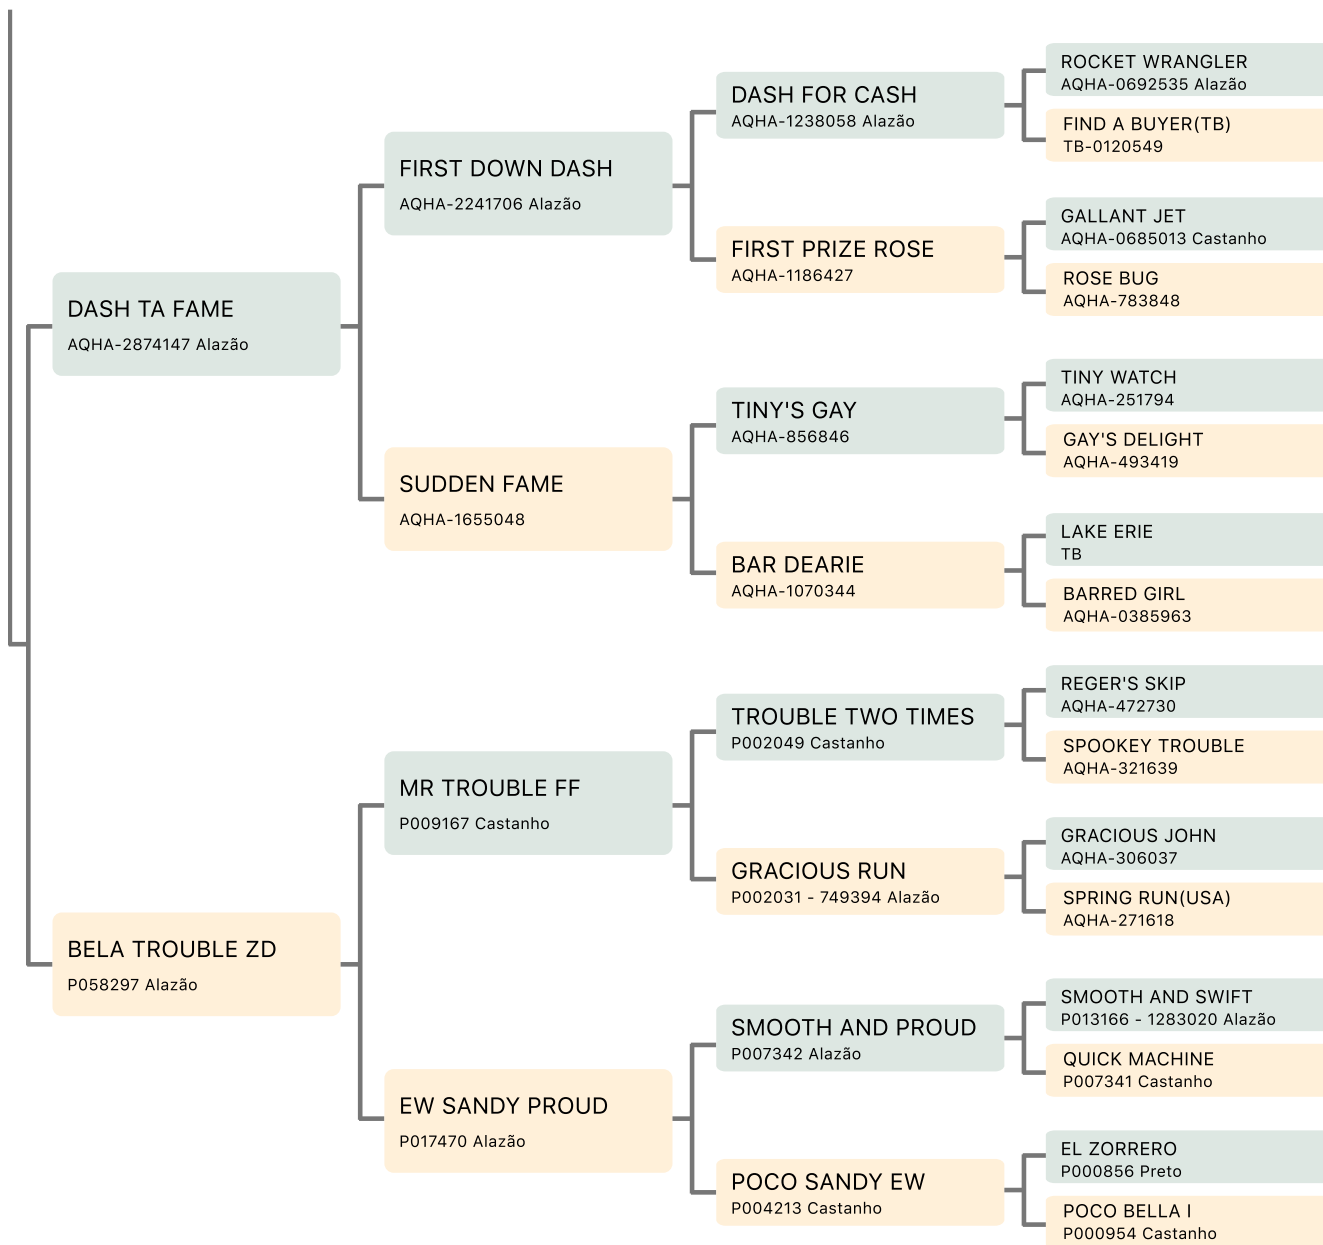 ROCKET WRANGLER
AQHA-0692535 Alazão
DASH FOR CASH
AQHA-1238058 Alazão
FIND A BUYER(TB)
TB-0120549
FIRST DOWN DASH
AQHA-2241706 Alazão
GALLANT JET
AQHA-0685013 Castanho
FIRST PRIZE ROSE
AQHA-1186427
ROSE BUG
AQHA-783848
DASH TA FAME
AQHA-2874147 Alazão
TINY WATCH
AQHA-251794
TINY'S GAY
AQHA-856846
GAY'S DELIGHT
AQHA-493419
SUDDEN FAME
AQHA-1655048
LAKE ERIE
TB
BAR DEARIE
AQHA-1070344
BARRED GIRL
AQHA-0385963
REGER'S SKIP
AQHA-472730
TROUBLE TWO TIMES
P002049 Castanho
SPOOKEY TROUBLE
AQHA-321639
MR TROUBLE FF
P009167 Castanho
GRACIOUS JOHN
AQHA-306037
GRACIOUS RUN
P002031 - 749394 Alazão
SPRING RUN(USA)
AQHA-271618
BELA TROUBLE ZD
P058297 Alazão
SMOOTH AND SWIFT
P013166 - 1283020 Alazão
SMOOTH AND PROUD
P007342 Alazão
QUICK MACHINE
P007341 Castanho
EW SANDY PROUD
P017470 Alazão
EL ZORRERO
P000856 Preto
POCO SANDY EW
P004213 Castanho
POCO BELLA I
P000954 Castanho